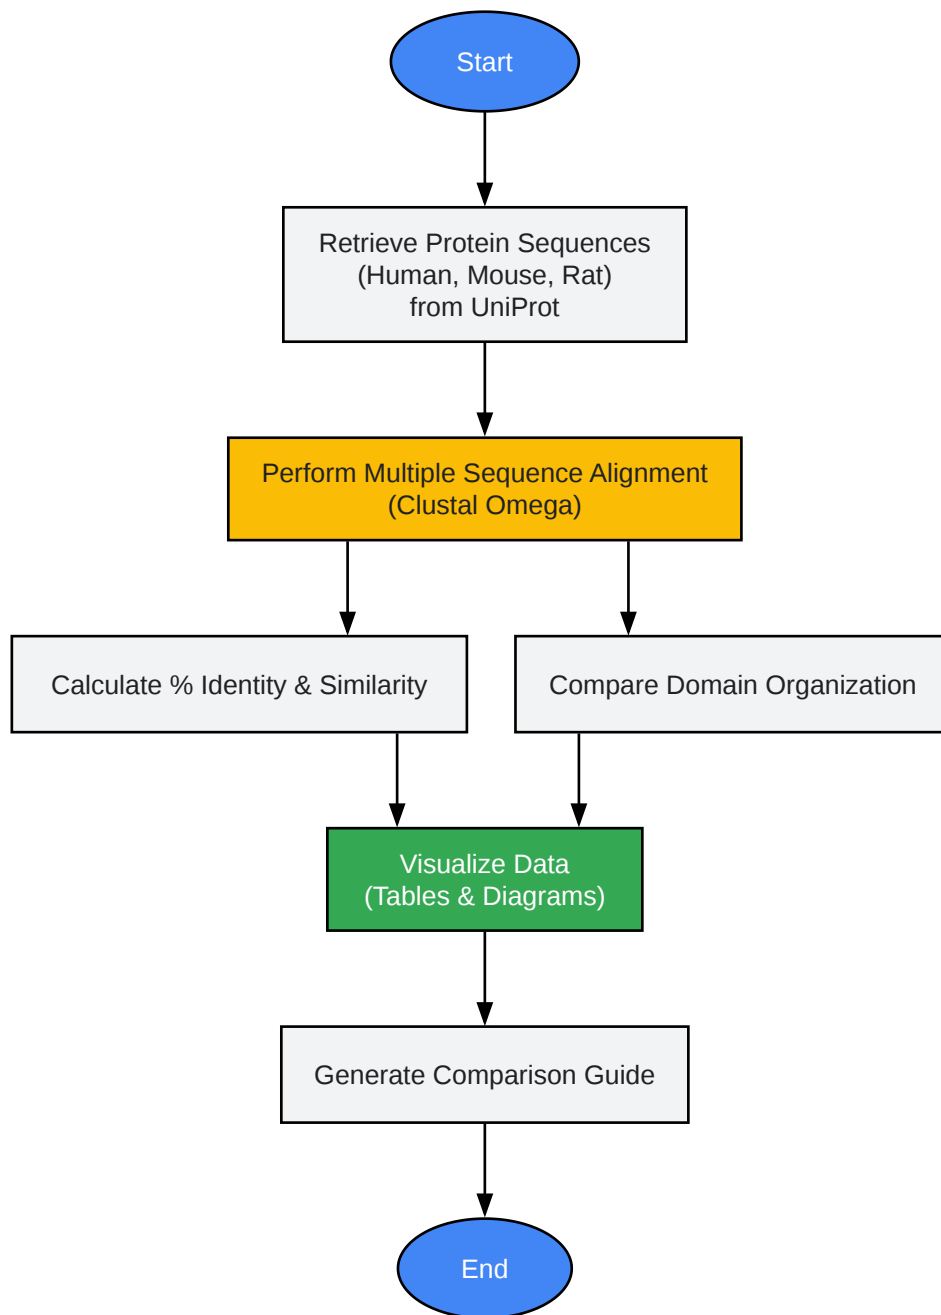 Start
Retrieve Protein Sequences
(Human, Mouse, Rat)
from UniProt
Perform Multiple Sequence Alignment
(Clustal Omega)
Calculate % Identity & Similarity
Compare Domain Organization
Visualize Data
(Tables & Diagrams)
Generate Comparison Guide
End